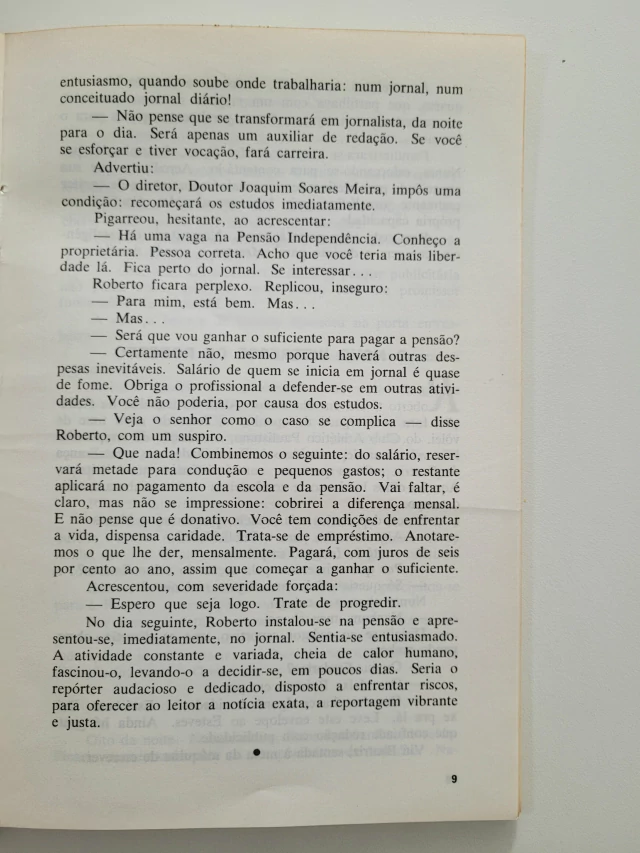 entusiasmo, quando soube onde trabalharia: num jornal, num
conceituado jornal diário!
— Não pense que se transformará em jornalista, da noite
para o dia. Será apenas um auxiliar de redação. Se você
se esforçar e tiver vocação, fará carreira.
Advertiu:
— O diretor, Doutor Joaquim Soares Meira, impôs uma
condição: recomeçará os estudos imediatamente.
Pigarreou, hesitante, ao acrescentar:
— Há uma vaga na Pensão Independência. Conheço a
proprietária. Pessoa correta. Acho que você teria mais liber-
dade lá. Fica perto do jornal. Se interessar...
Roberto ficara perplexo. Replicou, inseguro:
— Para mim, está bem. Mas...
— Mas...
— Será que vou ganhar o suficiente para pagar a pensão?
— Certamente não, mesmo porque haverá outras des-
pesas inevitáveis. Salário de quem se inicia em jornal é quase
de fome. Obriga o profissional a defender-se em outras ativi-
dades. Você não poderia, por causa dos estudos.
— Veja o senhor como o caso se complica — disse
Roberto, com um suspiro.
— Que nada! Combinemos o seguinte: do salário, reser-
vará metade para condução e pequenos gastos; o restante
aplicará no pagamento da escola e da pensão. Vai faltar, é
claro, mas não se impressione: cobrirei a diferença mensal.
E não pense que é donativo. Você tem condições de enfrentar
a vida, dispensa caridade. Trata-se de empréstimo. Anotare-
mos o que lhe der, mensalmente. Pagará, com juros de seis
por cento ao ano, assim que começar a ganhar o suficiente.
Acrescentou, com severidade forçada:
— Espero que seja logo. Trate de progredir.
No dia seguinte, Roberto instalou-se na pensão e apre-
sentou-se, imediatamente, no jornal. Sentia-se entusiasmado.
A atividade constante e variada, cheia de calor humano,
fascinou-o, levando-o a decidir-se, em poucos dias. Seria o
repórter audacioso e dedicado, disposto a enfrentar riscos,
para oferecer ao leitor a notícia exata, a reportagem vibrante
e justa.
●
9